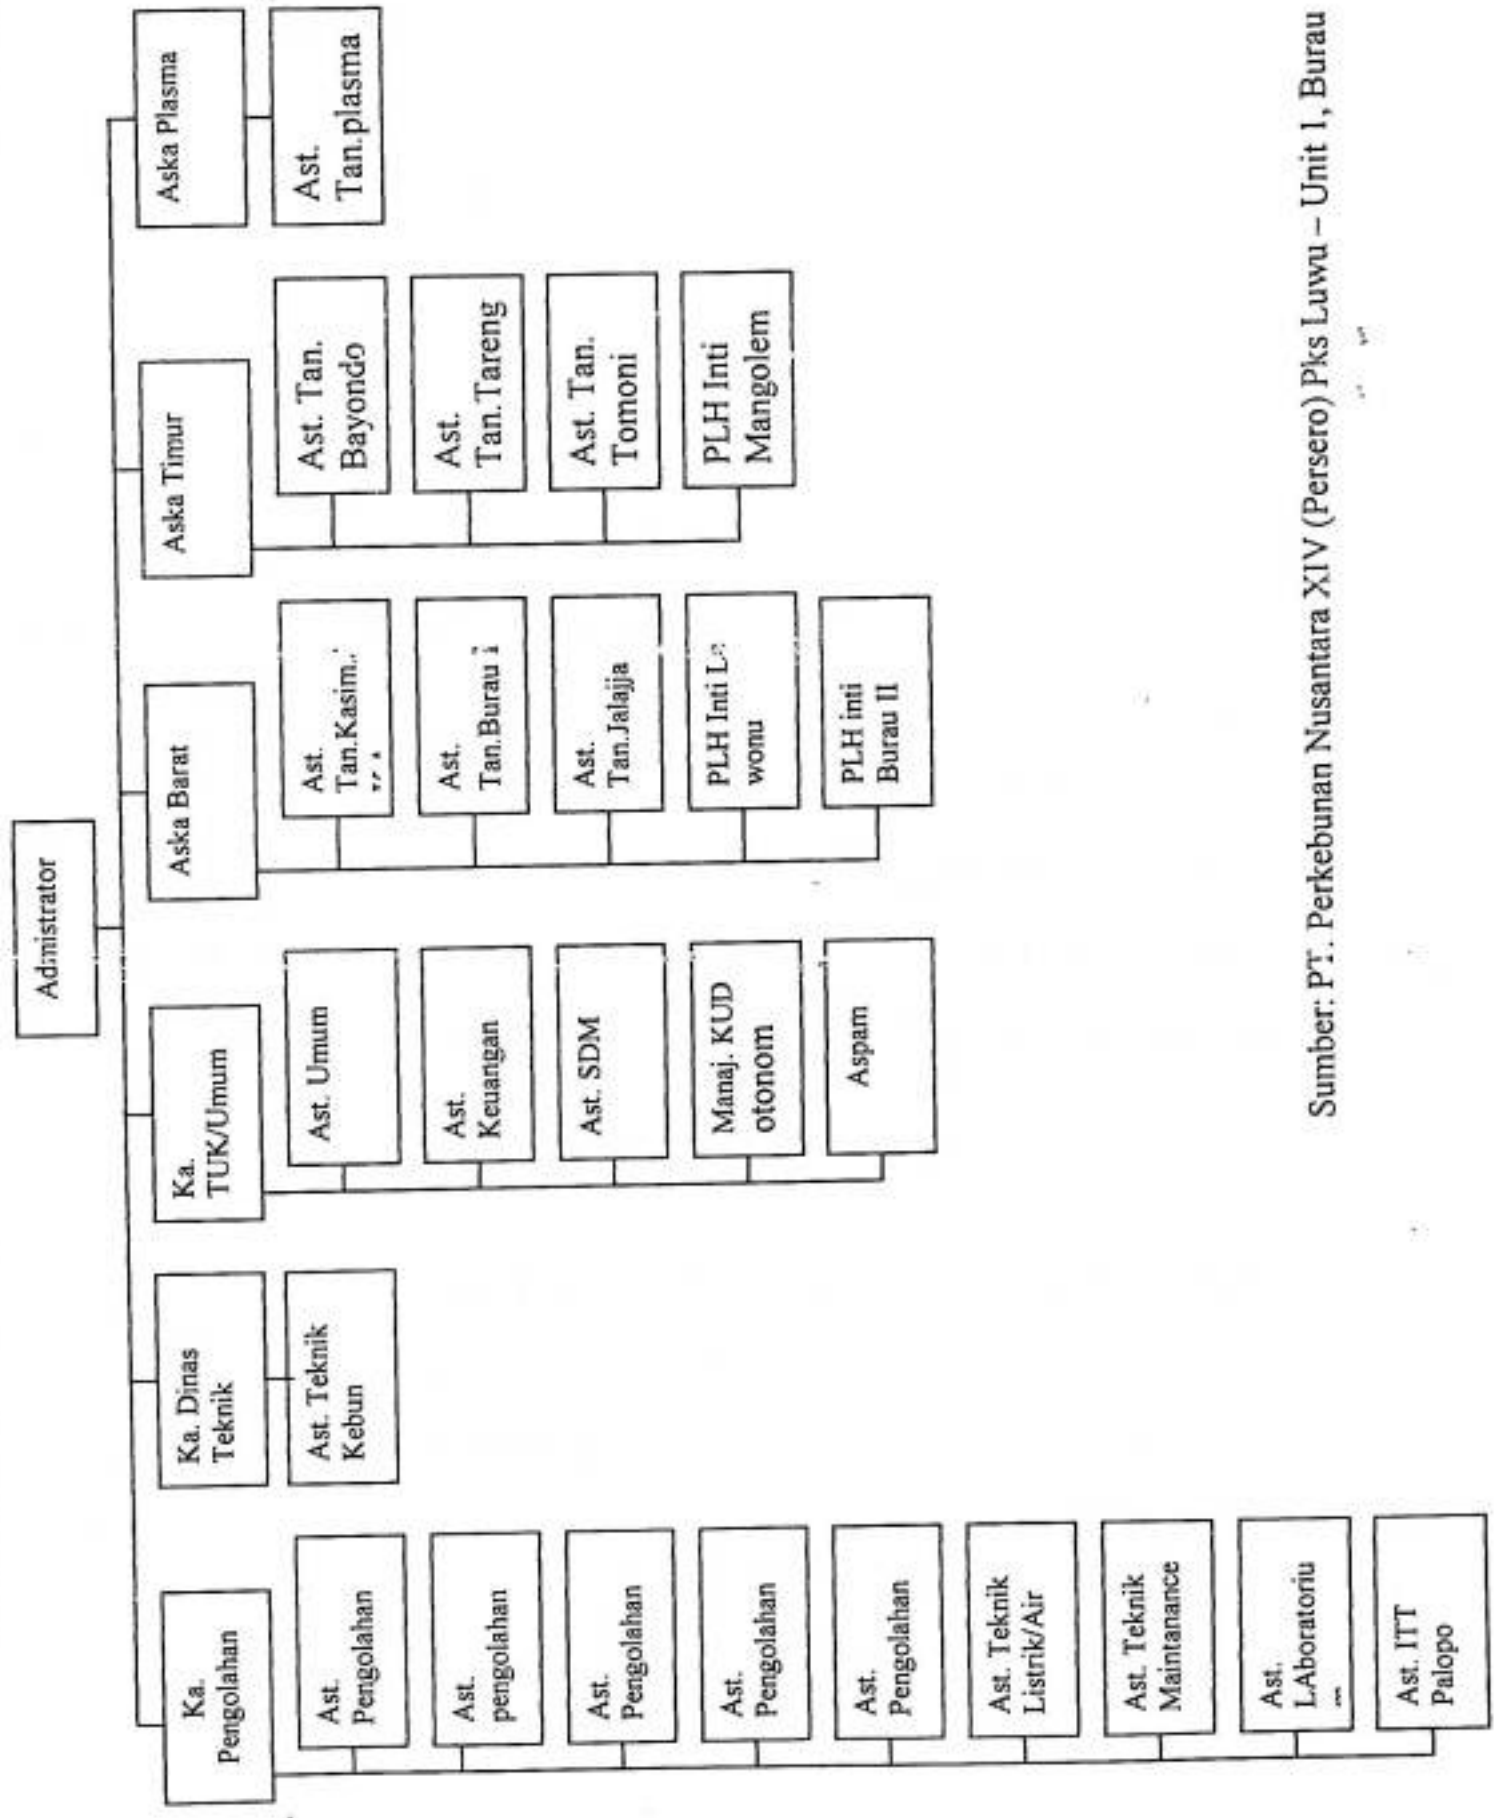 Administrator
Ka.
Pengolahan
Ast.
Pengolahan
Ast.
pengolahan
Ast.
Pengolahan
Ast.
Pengolahan
Ast.
Pengolahan
Ast. Teknik
Listrik/Air
Ast. Teknik
Maintanance
Ast.
LAboratoriu
m
Ast. ITT
Palopo
Ka. Dinas
Teknik
Ast. Teknik
Kebun
Ka.
TUK/Umum
Ast. Umum
Ast.
Keuangan
Ast. SDM
Manaj. KUD
otonom
Aspam
Aska Barat
Ast.
Ast.
Tan.Burau i
Ast.
Tan.Jalajja
PLH Inti
wonu
PLH inti
Burau II
Aska Timur
Ast. Tan.
Bayondo
Ast.
Tan.Tareng
Ast. Tan.
Tomoni
PLH Inti
Mangolem
Aska Plasma
Ast.
Tan.plasma
Sumber: PT. Perkebunan Nusantara XIV (Persero) Pks Luwu – Unit 1, Burau